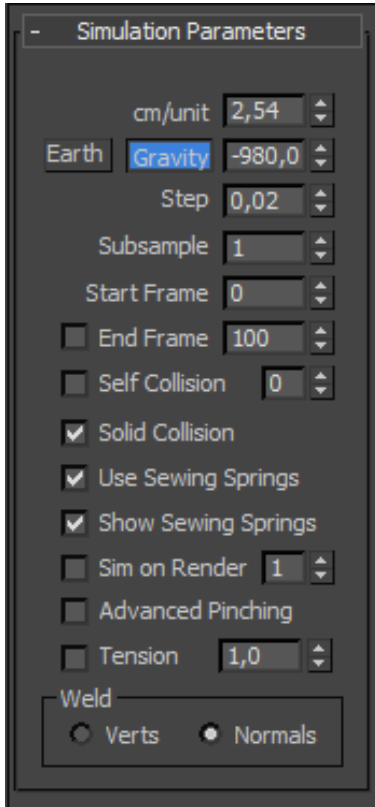 - Simulation Parameters
cm/unit 2,54
Earth Gravity -980,0
Step 0,02
Subsample 1
Start Frame 0
End Frame 100
Self Collision 0
Solid Collision
Use Sewing Springs
Show Sewing Springs
Sim on Render 1
Advanced Pinching
Tension 1,0
Weld
Verts Normals